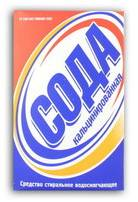 СОДА
кальцинированная
Средство стиральное водосмягчающее